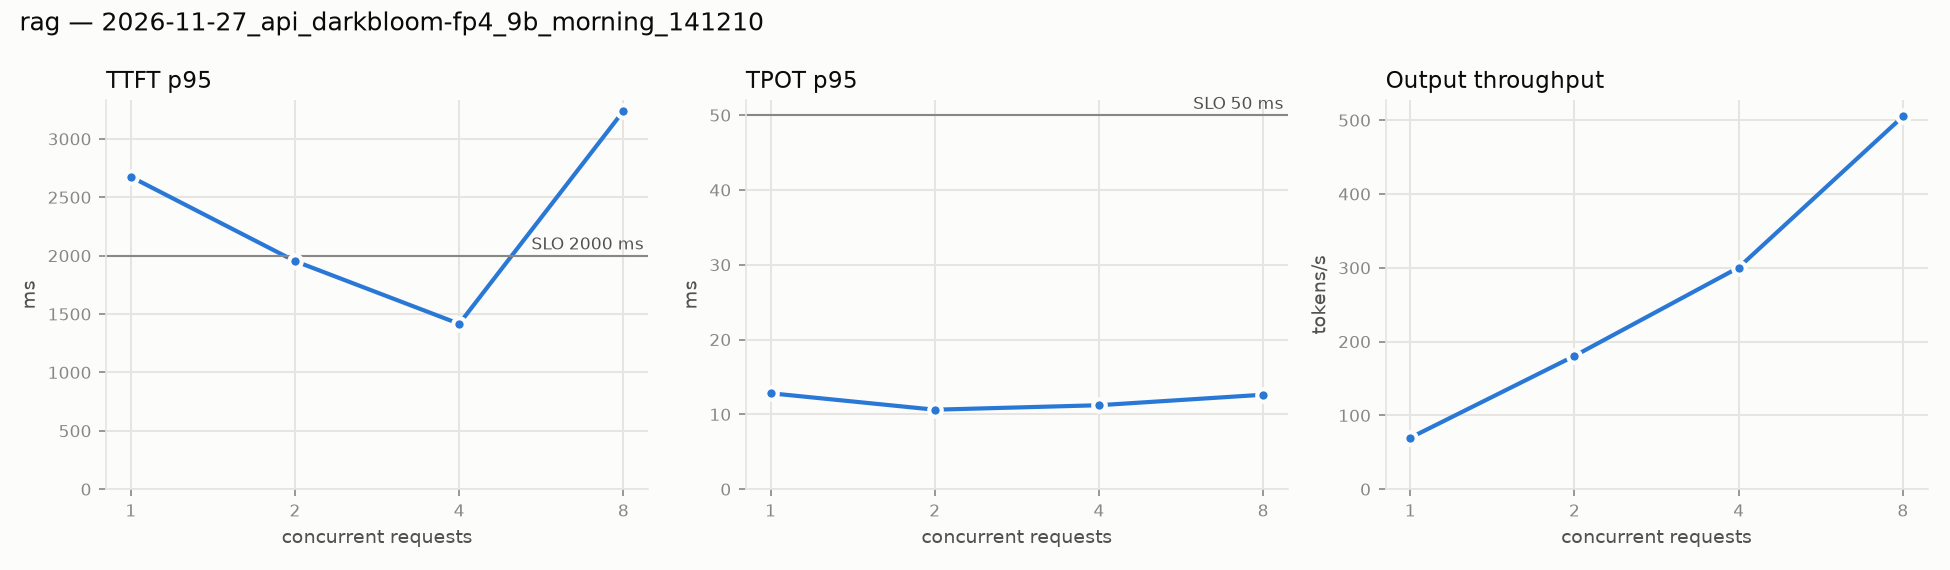 rag — 2026-11-27_api_darkbloom-fp4_9b_morning_141210
TTFT p95
ms
3000
2500
2000
1500
1000
500
0
SLO 2000 ms
1 2 4 8
concurrent requests
TPOT p95
ms
50
40
30
20
10
0
SLO 50 ms
1 2 4 8
concurrent requests
Output throughput
tokens/s
500
400
300
200
100
0
1 2 4 8
concurrent requests